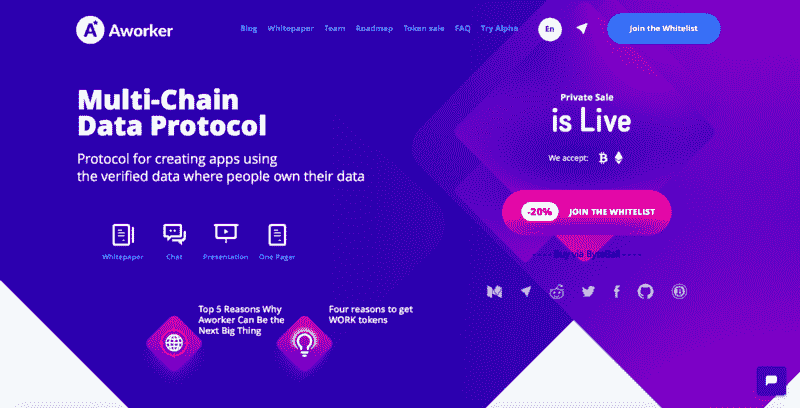 Aworker
Blog Whitepaper Team Roadmap Token sale FAQ Try Alpha
En
Join the Whitelist
Multi-Chain
Data Protocol
Protocol for creating apps using
the verified data where people own their data
Whitepaper Chat Presentation One Pager
Top 5 Reasons Why
Aworker Can Be the
Next Big Thing
Four reasons to get
WORK tokens
Private Sale
is Live
We accept:
-20% JOIN THE WHITELIST
Buy via ByteBall